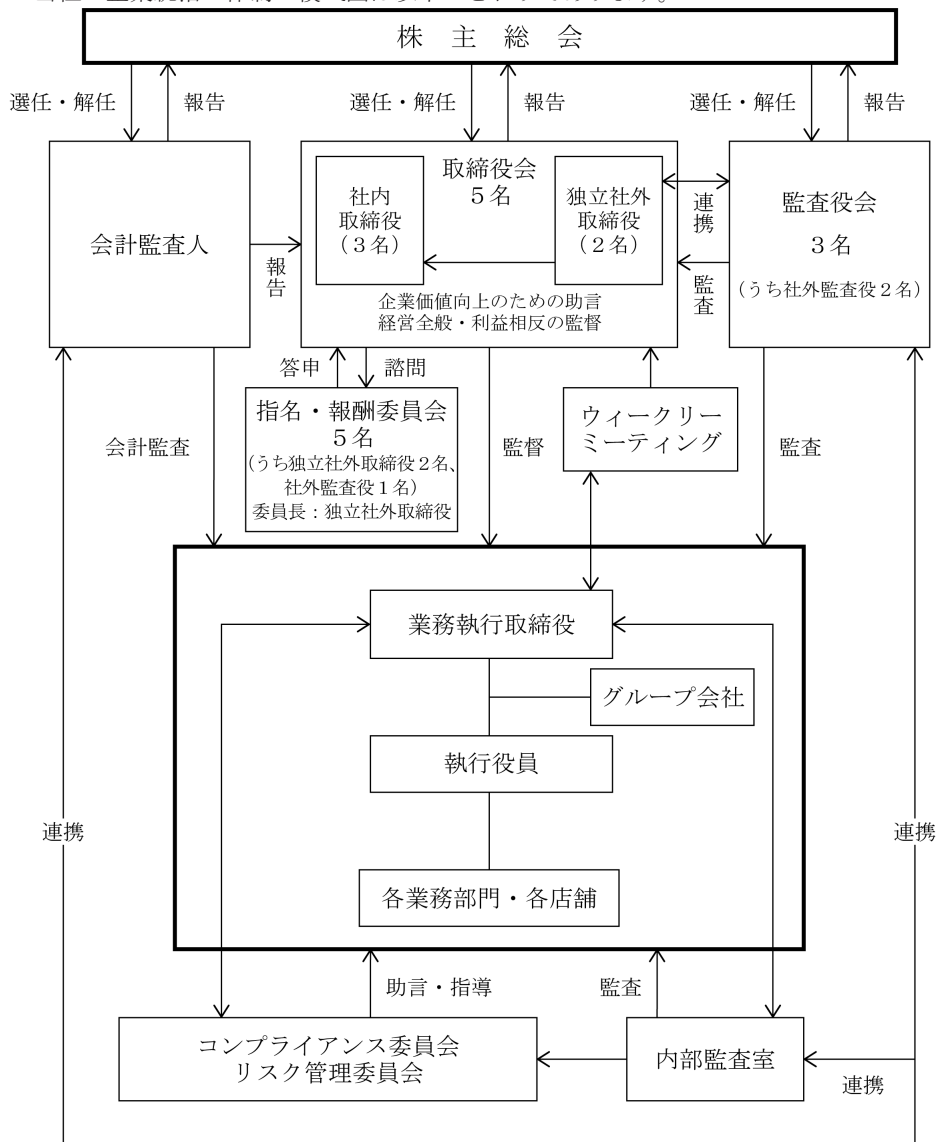 株主総会
選任・解任
報告
選任・解任
報告
選任・解任
報告
会計監査人
報告
取締役会
5名
社内
取締役
(3名)
独立社外
取締役
(2名)
企業価値向上のための助言
経営全般・利益相反の監督
連携
監査
監査役会
3名
(うち社外監査役2名)
答申
諮問
会計監査
指名・報酬委員会
5名
(うち独立社外取締役2名、
社外監査役1名)
委員長：独立社外取締役
監督
ウィークリー
ミーティング
監査
業務執行取締役
グループ会社
執行役員
連携
連携
各業務部門・各店舗
助言・指導
監査
コンプライアンス委員会
リスク管理委員会
内部監査室
連携